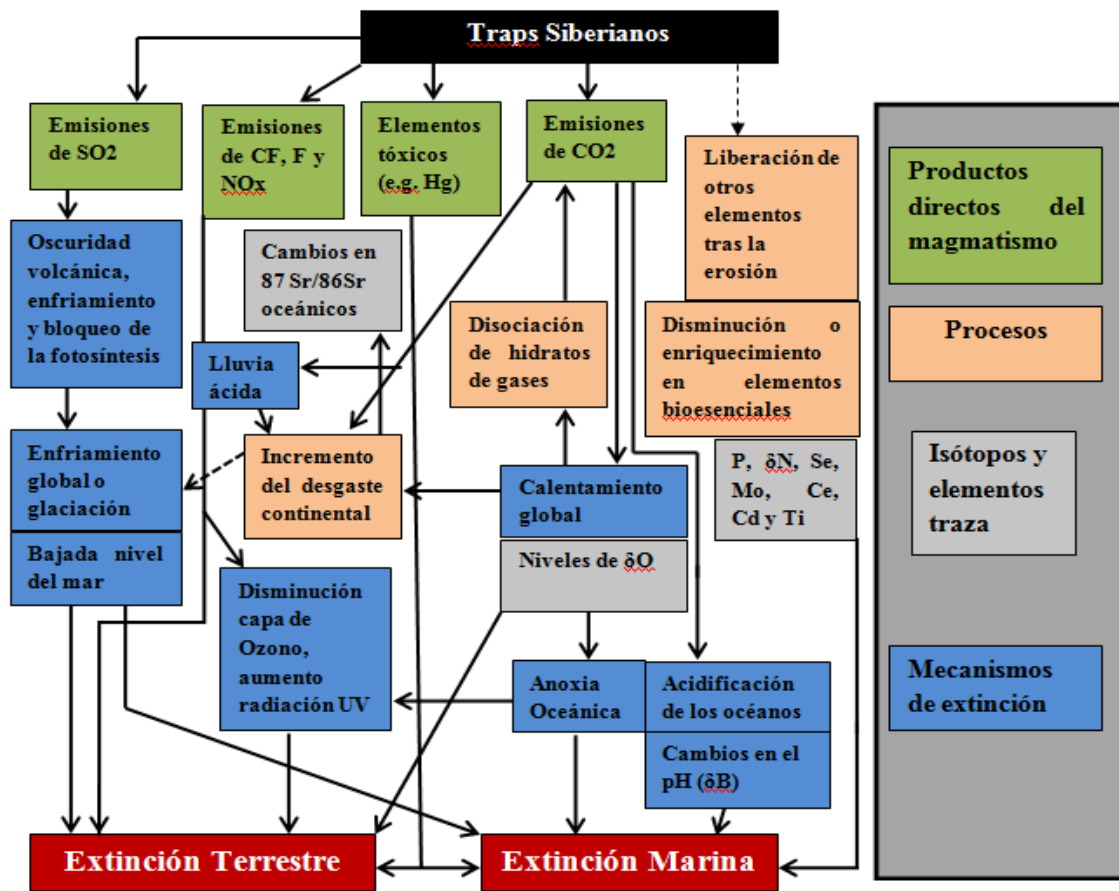 Traps Siberianos
Emisiones
de SO2
Emisiones
de CF, F y
NOx
Elementos
tóxicos
(e.g. Hg)
Emisiones
de CO2
Liberación de
otros
elementos
tras la
erosión
Oscuridad
volcánica,
enfriamiento
y bloqueo de
la fotosíntesis
Cambios en
87 Sr/86Sr
oceánicos
Disociación
de hidratos
de gases
Disminución o
enriquecimiento
en elementos
bioesenciales
Lluvia
ácida
Enfriamiento
global o
glaciación
Incremento
del desgaste
continental
Calentamiento
global
P, δN, Se,
Mo, Ce,
Cd y Ti
Bajada nivel
del mar
Niveles de δO
Disminución
capa de
Ozono,
aumento
radiación UV
Anoxia
Oceánica
Acidificación
de los océanos
Cambios en el
pH (δB)
Extinción Terrestre
Extinción Marina
Productos
directos del
magmatismo
Procesos
Isótopos y
elementos
traza
Mecanismos
de extinción